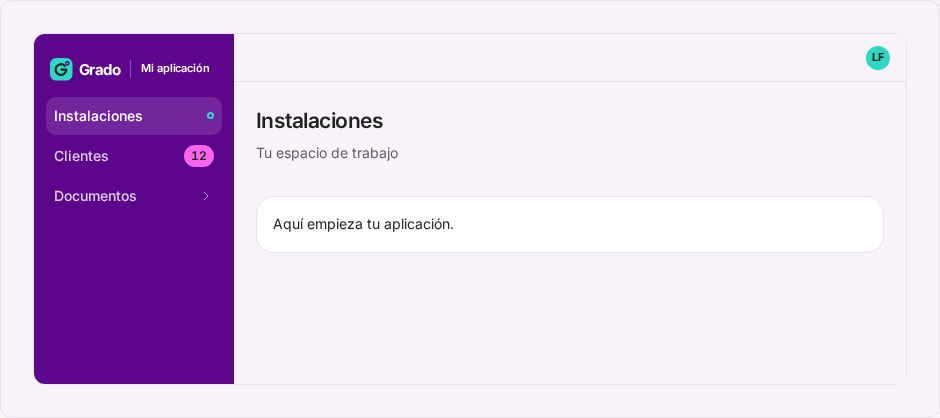 Grado
Mi aplicación
LF
Instalaciones
Clientes
12
Documentos
Instalaciones
Tu espacio de trabajo
Aquí empieza tu aplicación.